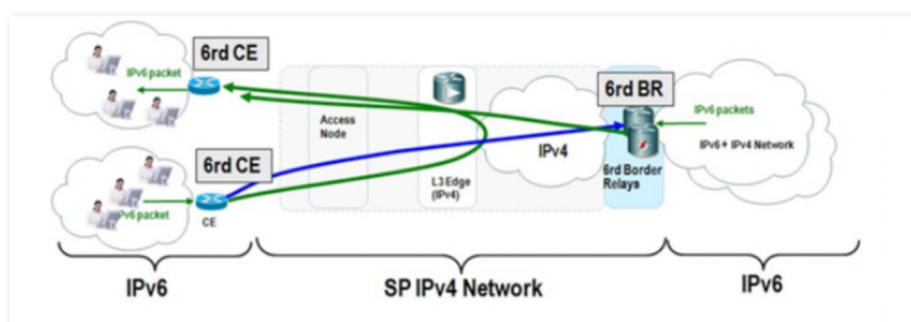 6rd CE
IPv6 packet
Access
Node
6rd BR
IPv6 packets
IPv6 + IPv4 Network
IPv4
6rd CE
L3 Edge
(IPv4)
6rd Border
Relays
Pv6 packet
CE
IPv6
SP IPv4 Network
IPv6